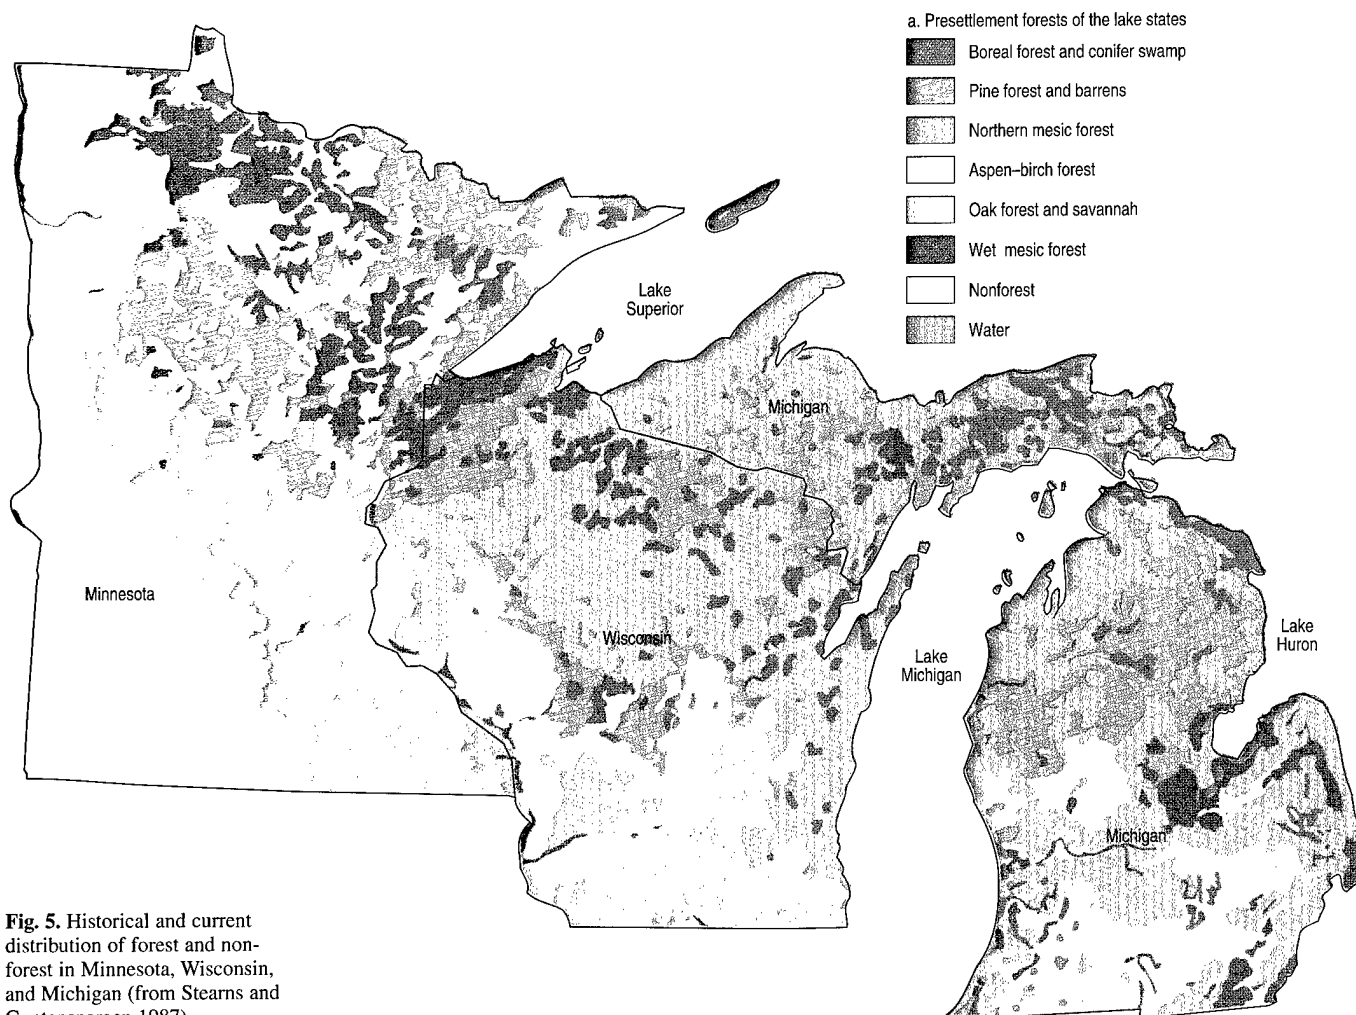 a. Presettlement forests of the lake states
Boreal forest and conifer swamp
Pine forest and barrens
Northern mesic forest
Aspen–birch forest
Oak forest and savannah
Wet mesic forest
Nonforest
Water
Lake
Superior
Michigan
Minnesota
Wisconsin
Lake
Michigan
Lake
Huron
Michigan
Fig. 5. Historical and current
distribution of forest and non-
forest in Minnesota, Wisconsin,
and Michigan (from Stearns and
1987)